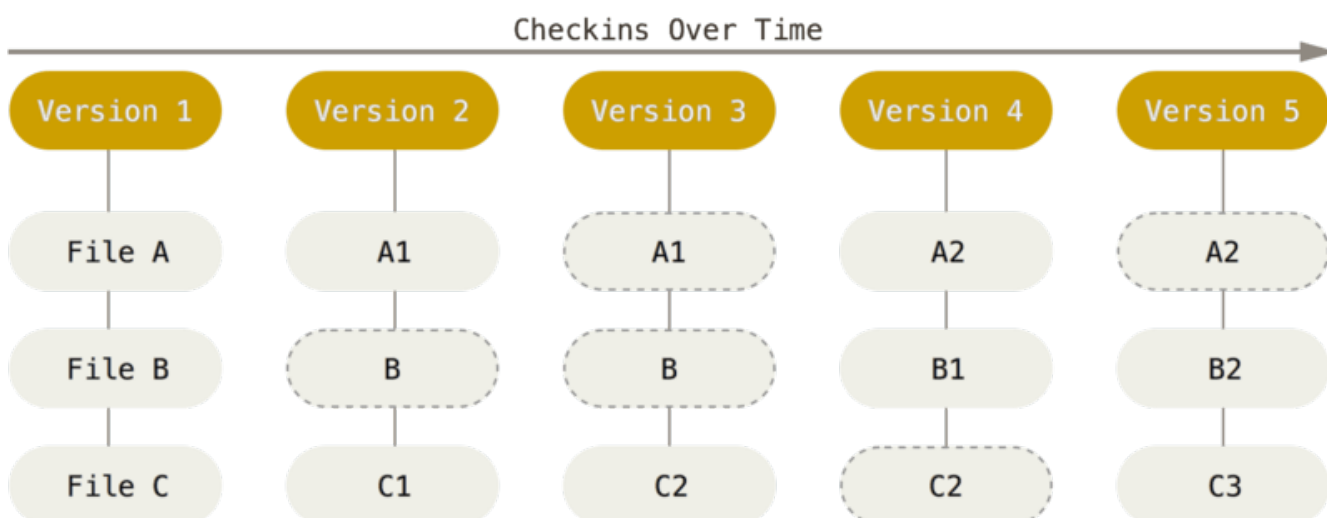 Checkins Over Time
Version 1 Version 2 Version 3 Version 4 Version 5
File A A1 A1 A2 A2
File B B B B1 B2
File C C1 C2 C2 C3